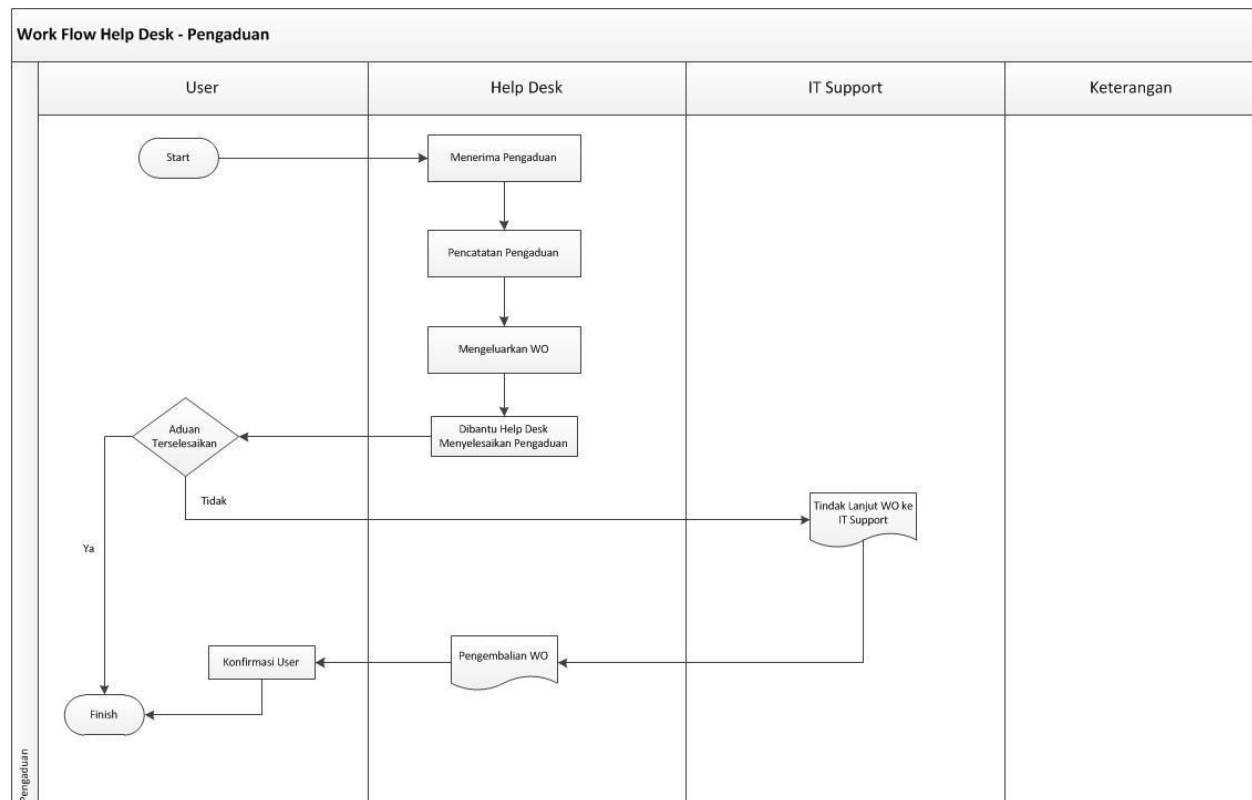 Work Flow Help Desk - Pengaduan
User
Help Desk
IT Support
Keterangan
Start
Menerima Pengaduan
Pencatatan Pengaduan
Mengeluarkan WO
Aduan
Terselesaikan
Dibantu Help Desk
Menyelesaikan Pengaduan
Tidak
Tindak Lanjut WO ke
IT Support
Ya
Konfirmasi User
Pengembalian WO
Finish
Pengaduan